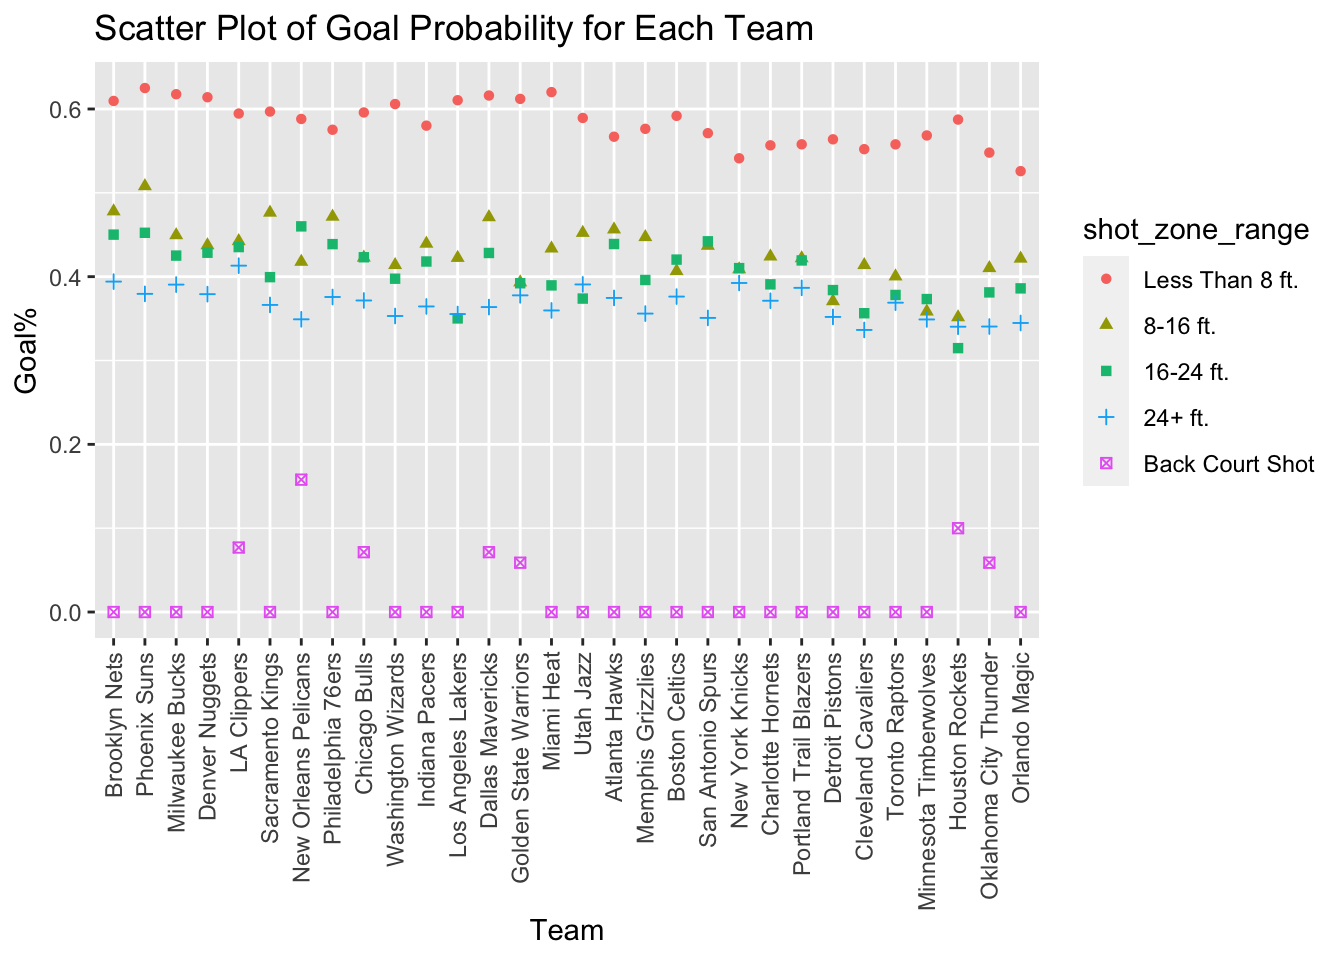 Scatter Plot of Goal Probability for Each Team
Goal%
0.6
0.4
0.2
0.0
Brooklyn Nets
Phoenix Suns
Milwaukee Bucks
Denver Nuggets
LA Clippers
Sacramento Kings
New Orleans Pelicans
Philadelphia 76ers
Chicago Bulls
Washington Wizards
Indiana Pacers
Los Angeles Lakers
Dallas Mavericks
Golden State Warriors
Miami Heat
Utah Jazz
Atlanta Hawks
Memphis Grizzlies
Boston Celtics
San Antonio Spurs
New York Knicks
Charlotte Hornets
Portland Trail Blazers
Detroit Pistons
Cleveland Cavaliers
Toronto Raptors
Minnesota Timberwolves
Houston Rockets
Oklahoma City Thunder
Orlando Magic
Team
shot_zone_range
Less Than 8 ft.
8-16 ft.
16-24 ft.
24+ ft.
Back Court Shot